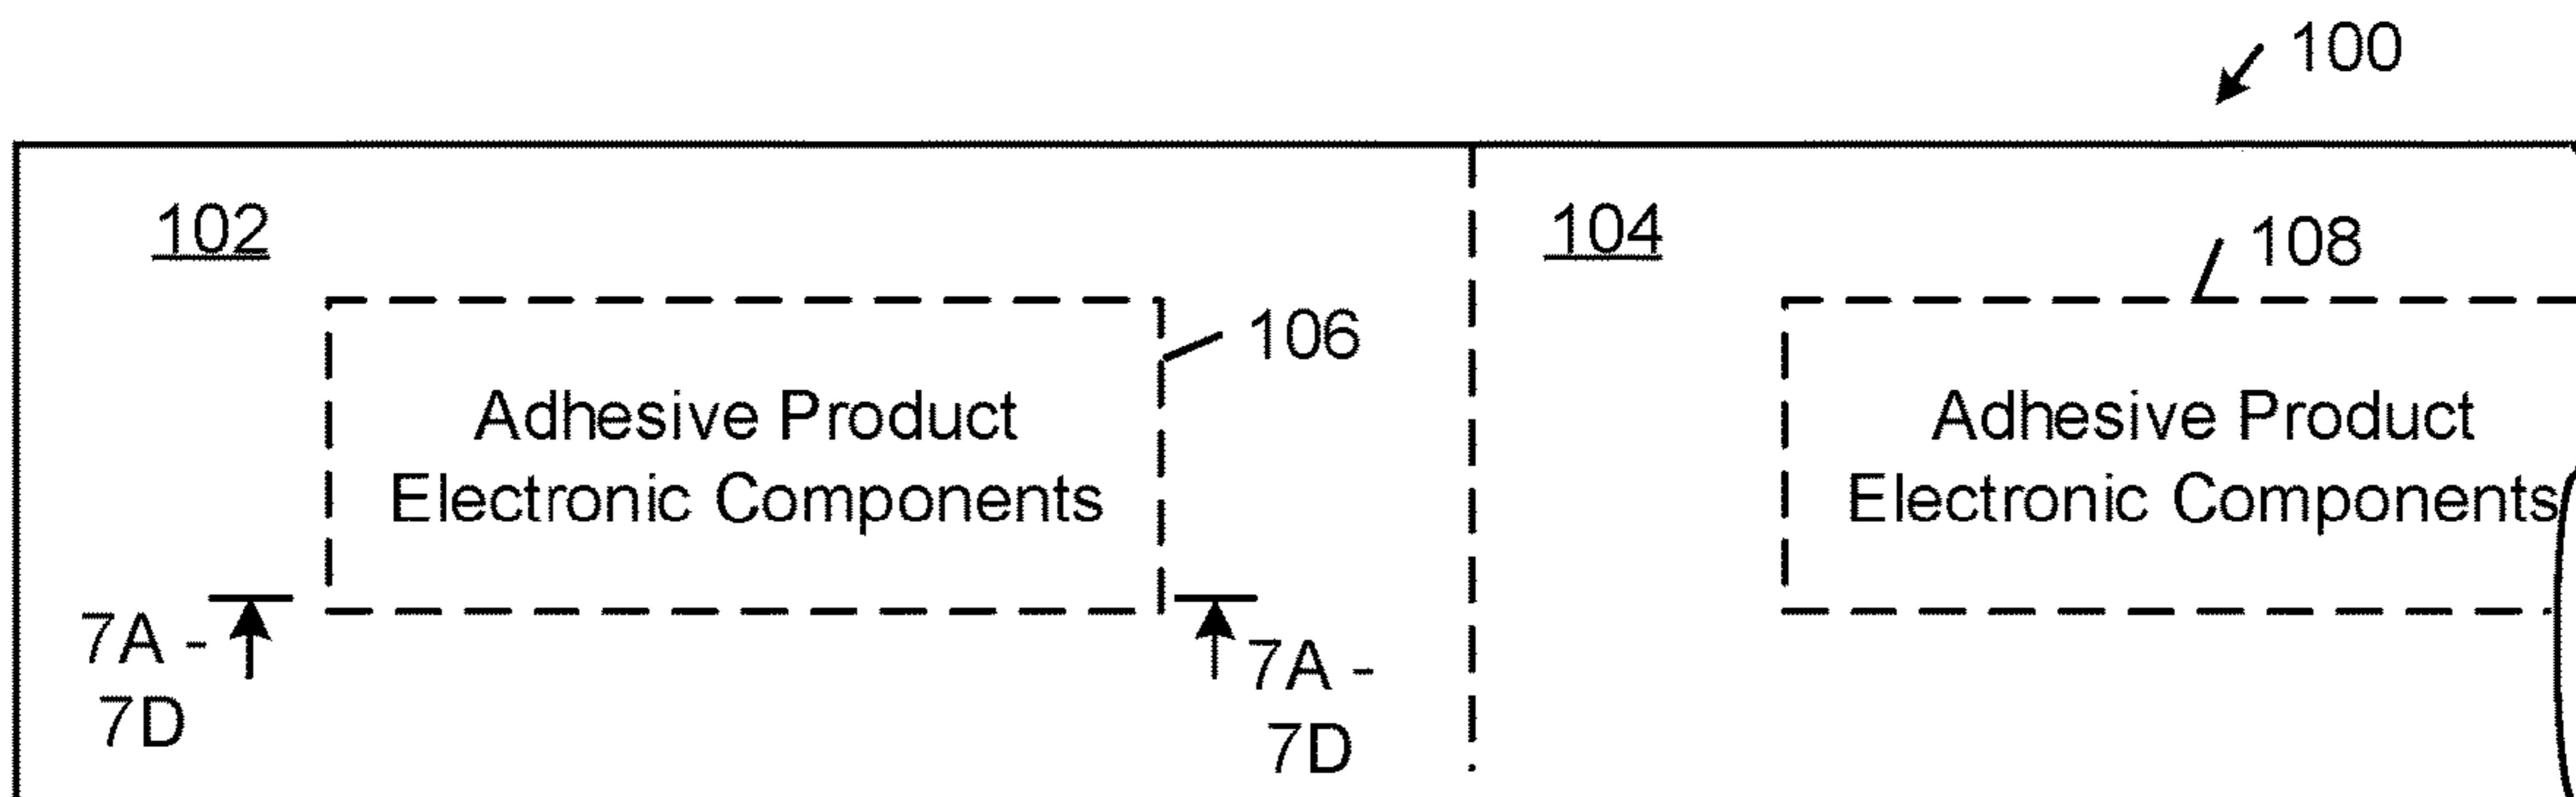 100
102
104
108
106
Adhesive Product
Electronic Components
Adhesive Product
Electronic Components
7A -
7D
7A -
7D